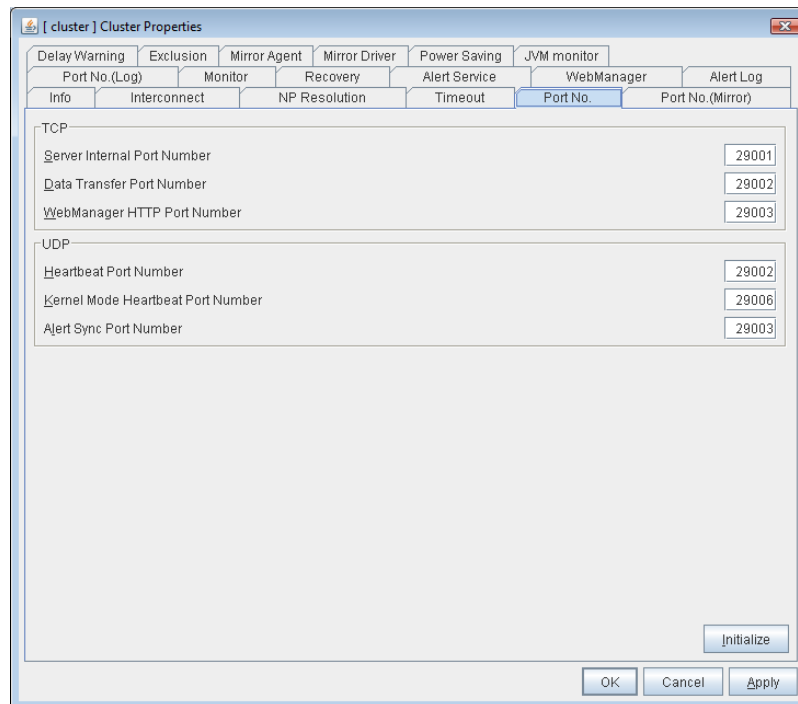 [ cluster ] Cluster Properties
Delay Warning Exclusion Mirror Agent Mirror Driver Power Saving JVM monitor
Port No.(Log) Monitor Recovery Alert Service WebManager Alert Log
Info Interconnect NP Resolution Timeout Port No. Port No.(Mirror)
TCP
Server Internal Port Number 29001
Data Transfer Port Number 29002
WebManager HTTP Port Number 29003
UDP
Heartbeat Port Number 29002
Kernel Mode Heartbeat Port Number 29006
Alert Sync Port Number 29003
Initialize
OK Cancel Apply